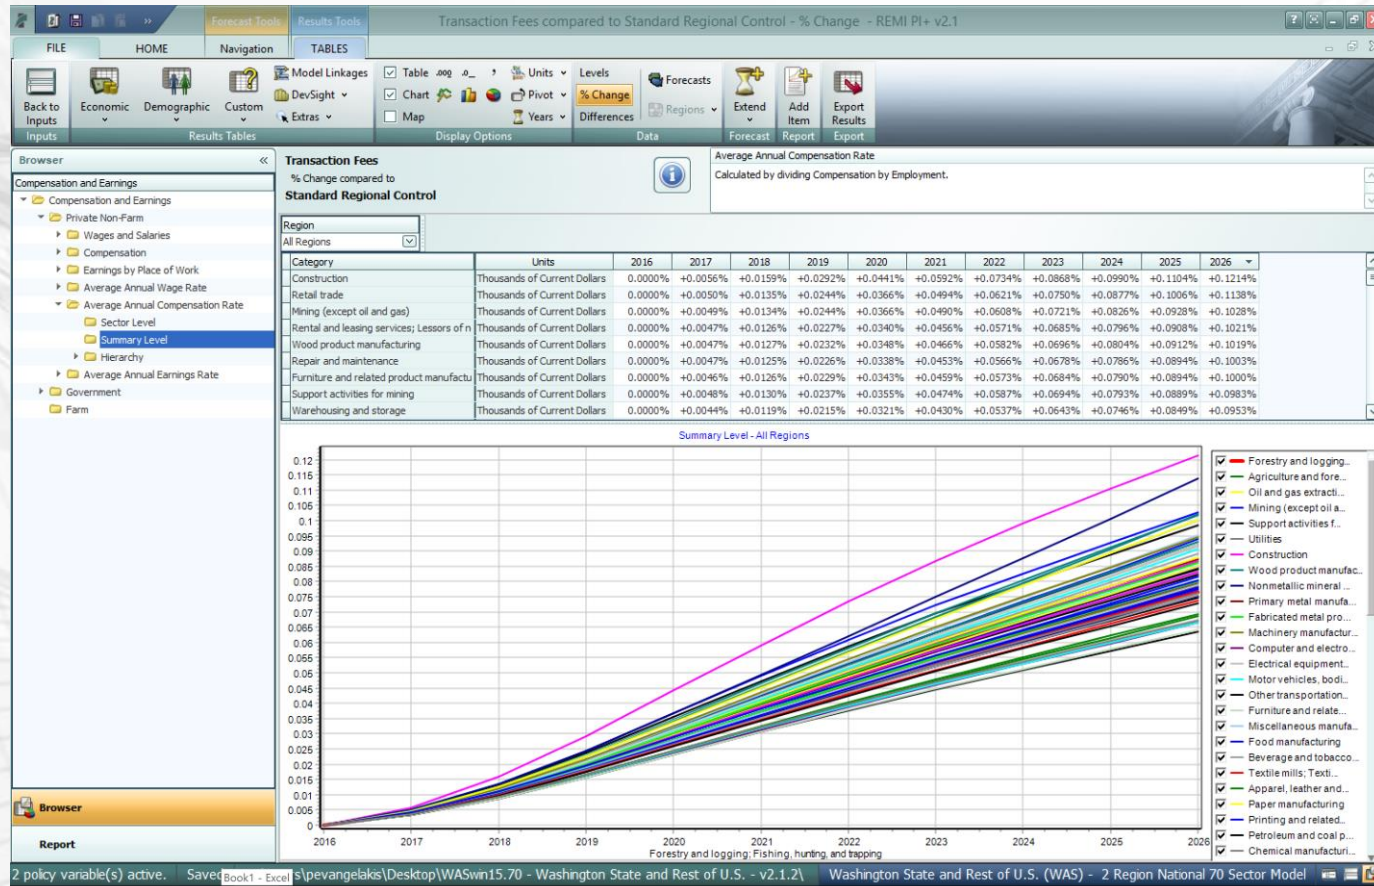 Forecast Tools
Results Tools
Transaction Fees compared to Standard Regional Control - % Change - REMI PI+ v2.1
FILE HOME Navigation TABLES
Back to Inputs
Economic
Demographic
Custom
Model Linkages
DevSight
Extras
Table
Chart
Map
Units
Pivot
Years
Levels
% Change
Differences
Forecasts
Regions
Extend
Add Item
Export Results
Inputs Results Tables Display Options Data Forecast Report Export
Browser
Compensation and Earnings
Compensation and Earnings
Private Non-Farm
Wages and Salaries
Compensation
Earnings by Place of Work
Average Annual Wage Rate
Average Annual Compensation Rate
Sector Level
Summary Level
Hierarchy
Average Annual Earnings Rate
Government
Farm
Browser
Report
Transaction Fees
% Change compared to
Standard Regional Control
Average Annual Compensation Rate
Calculated by dividing Compensation by Employment.
Region
All Regions
Category Units 2016 2017 2018 2019 2020 2021 2022 2023 2024 2025 2026
Construction Thousands of Current Dollars 0.0000% +0.0056% +0.0159% +0.0292% +0.0441% +0.0592% +0.0734% +0.0868% +0.0990% +0.1104% +0.1214%
Retail trade Thousands of Current Dollars 0.0000% +0.0050% +0.0135% +0.0244% +0.0366% +0.0494% +0.0621% +0.0750% +0.0877% +0.1006% +0.1138%
Mining (except oil and gas) Thousands of Current Dollars 0.0000% +0.0049% +0.0134% +0.0244% +0.0366% +0.0490% +0.0608% +0.0721% +0.0826% +0.0928% +0.1028%
Rental and leasing services; Lessors of n Thousands of Current Dollars 0.0000% +0.0047% +0.0126% +0.0227% +0.0340% +0.0456% +0.0571% +0.0685% +0.0796% +0.0908% +0.1021%
Wood product manufacturing Thousands of Current Dollars 0.0000% +0.0047% +0.0127% +0.0232% +0.0348% +0.0466% +0.0582% +0.0696% +0.0804% +0.0912% +0.1019%
Repair and maintenance Thousands of Current Dollars 0.0000% +0.0047% +0.0125% +0.0226% +0.0338% +0.0453% +0.0566% +0.0678% +0.0786% +0.0894% +0.1003%
Furniture and related product manufactu Thousands of Current Dollars 0.0000% +0.0046% +0.0126% +0.0229% +0.0343% +0.0459% +0.0573% +0.0684% +0.0790% +0.0894% +0.1000%
Support activities for mining Thousands of Current Dollars 0.0000% +0.0048% +0.0130% +0.0237% +0.0355% +0.0474% +0.0587% +0.0694% +0.0793% +0.0889% +0.0983%
Warehousing and storage Thousands of Current Dollars 0.0000% +0.0044% +0.0119% +0.0215% +0.0321% +0.0430% +0.0537% +0.0643% +0.0746% +0.0849% +0.0953%
Summary Level - All Regions
0.12
0.115
0.11
0.105
0.1
0.095
0.09
0.085
0.08
0.075
0.07
0.065
0.06
0.055
0.05
0.045
0.04
0.035
0.03
0.025
0.02
0.015
0.01
0.005
0
2016 2017 2018 2019 2020 2021 2022 2023 2024 2025 2026
Forestry and logging; Fishing, hunting, and trapping
Forestry and logging...
Agriculture and fore...
Oil and gas extracti...
Mining (except oil a...
Support activities f...
Utilities
Construction
Wood product manufac...
Nonmetallic mineral ...
Primary metal manufa...
Fabricated metal pro...
Machinery manufactur...
Computer and electro...
Electrical equipment...
Motor vehicles, bodi...
Other transportation...
Furniture and relate...
Miscellaneous manufa...
Food manufacturing
Beverage and tobacco...
Textile mills; Texti...
Apparel, leather and...
Paper manufacturing
Printing and related...
Petroleum and coal p...
Chemical manufacturi...
2 policy variable(s) active. Saved Book1 - Excel s\pevangelakis\Desktop\WASwin15.70 - Washington State and Rest of U.S. - v2.1.2\ Washington State and Rest of U.S. (WAS) - 2 Region National 70 Sector Model